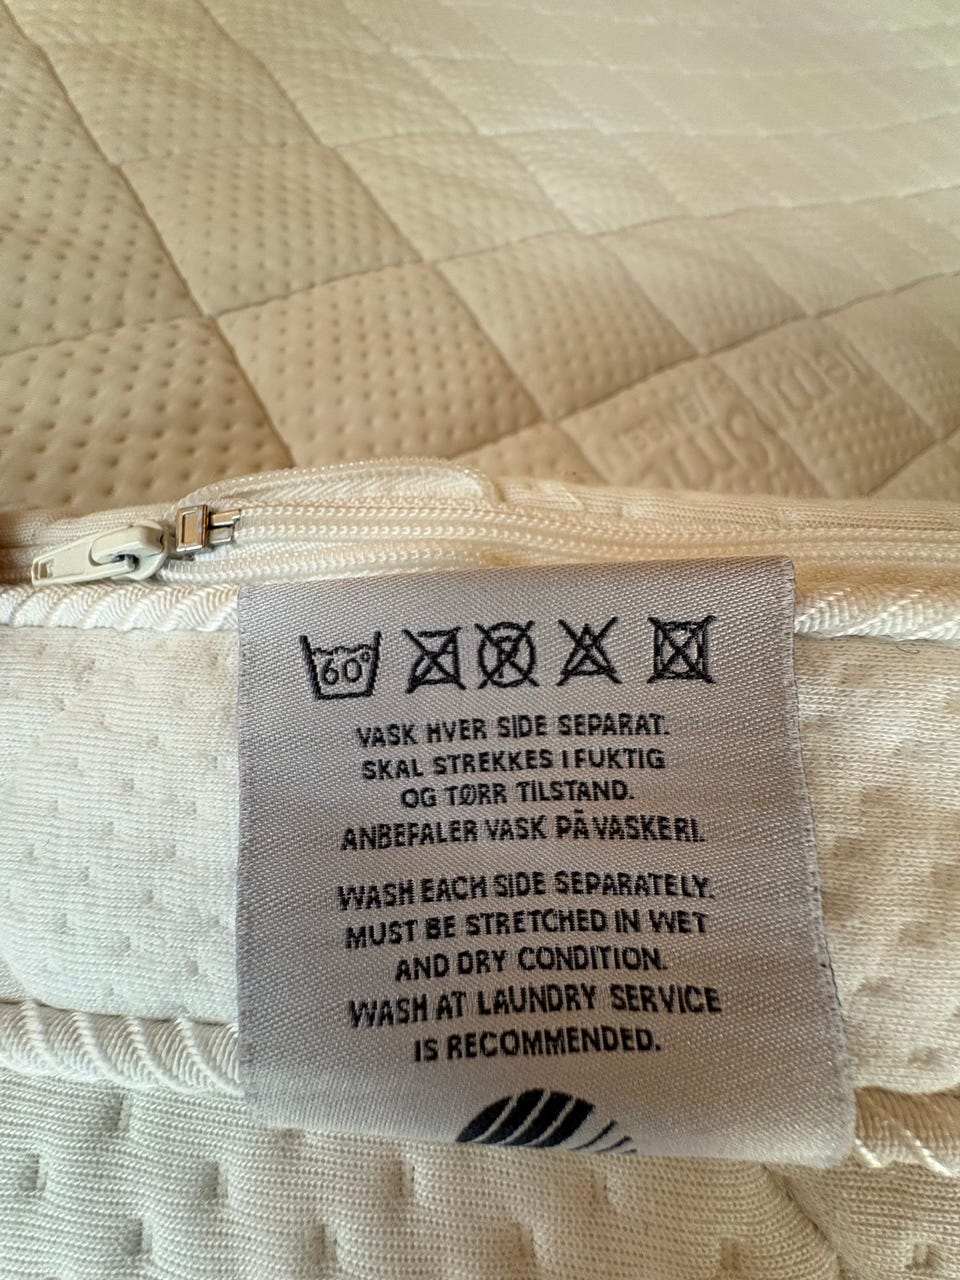 60°
VASK HVER SIDE SEPARAT.
SKAL STREKKES I FUKTIG
OG TØRR TILSTAND.
ANBEFALER VASK PÅ VASKERI.
WASH EACH SIDE SEPARATELY.
MUST BE STRETCHED IN WET
AND DRY CONDITION.
WASH AT LAUNDRY SERVICE
IS RECOMMENDED.